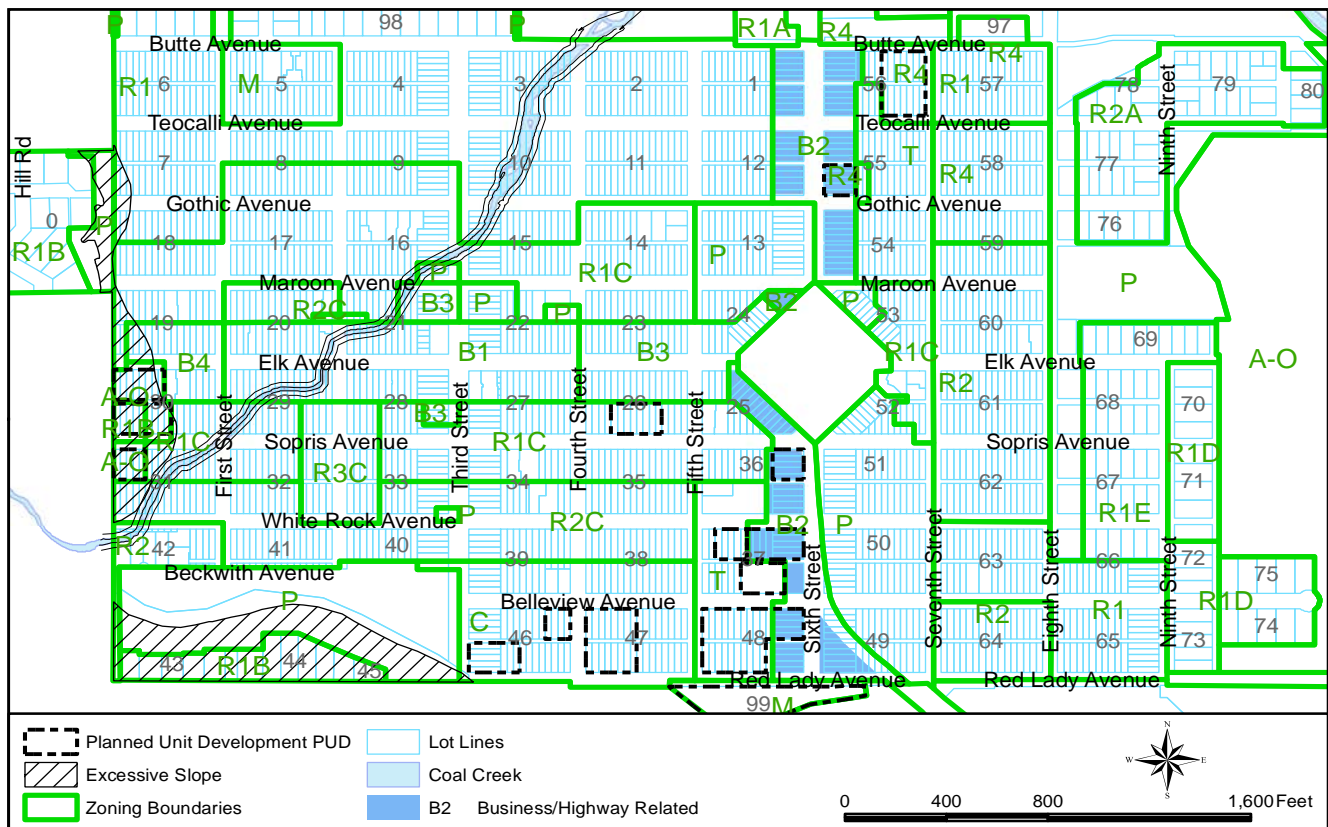 98
P
P
R1A
R4
97
Butte Avenue
Butte Avenue
R4
R1
6
M
5
4
3
2
1
56
R4
R1
57
78
79
80
R2A
Teocalli Avenue
Teocalli Avenue
Ninth Street
Hill Rd
7
8
9
10
11
12
B2
55
T
R4
R4
58
77
Gothic Avenue
Gothic Avenue
0
P
R1B
18
17
16
15
14
13
P
54
59
76
R1C
P
Maroon Avenue
Maroon Avenue
P
R2C
B3
P
P
B2
P
19
20
21
22
23
24
53
60
69
B4
Elk Avenue
B1
B3
R1C
Elk Avenue
A-O
R2
A-O
30
29
28
27
26
25
52
61
68
70
R1B
R1C
First Street
Sopris Avenue
B3
Third Street
R1C
Fourth Street
Fifth Street
Sopris Avenue
A-O
R3C
36
51
R1D
31
32
33
34
35
62
67
71
White Rock Avenue
P
R2C
B2
P
R1E
R2
42
41
40
39
38
37
Sixth Street
50
Seventh Street
63
Eighth Street
66
Ninth Street
72
Beckwith Avenue
T
75
P
Belleview Avenue
R2
R1
R1D
C
46
47
48
49
64
65
73
74
43
R1B
44
45
Red Lady Avenue
Red Lady Avenue
99
M
Planned Unit Development PUD
Lot Lines
Excessive Slope
Coal Creek
Zoning Boundaries
B2 Business/Highway Related
N
W
E
S
0 400 800 1,600 Feet